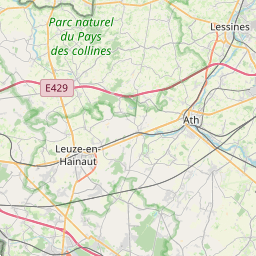 Parc naturel
du Pays
des collines
Lessines
E429
Ath
Leuze-en-
Hainaut